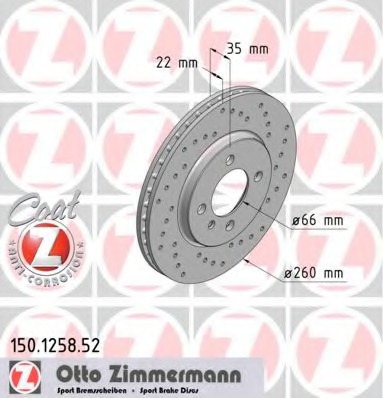 35 mm
22 mm
Coat
Z
ANTI-CORROSION
ø66 mm
ø260 mm
150.1258.52
Z
Otto Zimmermann
Sport Bremsscheiben • Sport Brake Discs